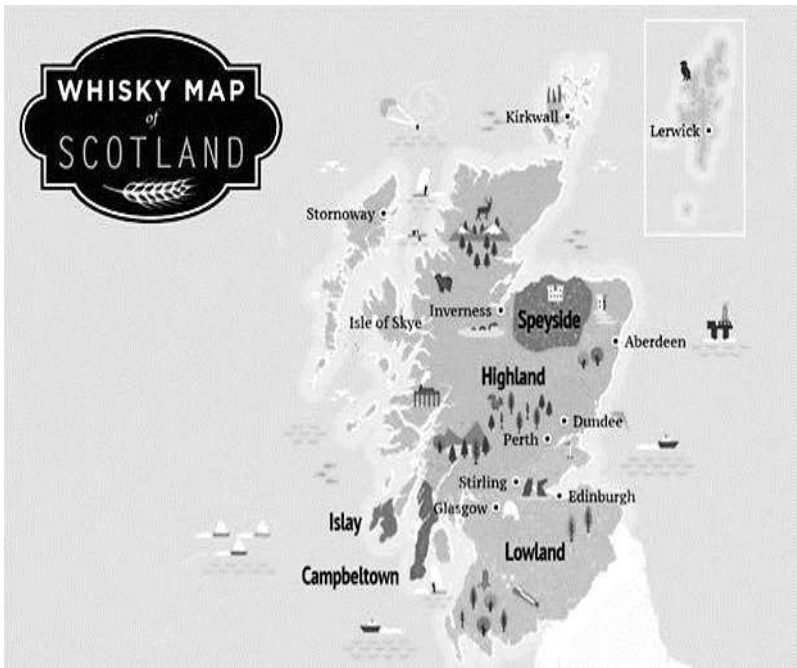 WHISKY MAP
of
SCOTLAND
Kirkwall
Lerwick
Stornoway
Inverness
Speyside
Isle of Skye
Aberdeen
Highland
Dundee
Perth
Stirling
Edinburgh
Glasgow
Islay
Lowland
Campbeltown